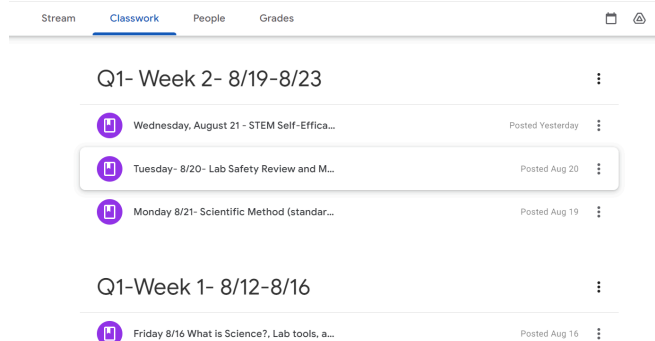 Stream Classwork People Grades
Q1- Week 2- 8/19-8/23
Wednesday, August 21 - STEM Self-Effica... Posted Yesterday
Tuesday- 8/20- Lab Safety Review and M... Posted Aug 20
Monday 8/21- Scientific Method (standar... Posted Aug 19
Q1-Week 1- 8/12-8/16
Friday 8/16 What is Science?, Lab tools, a... Posted Aug 16